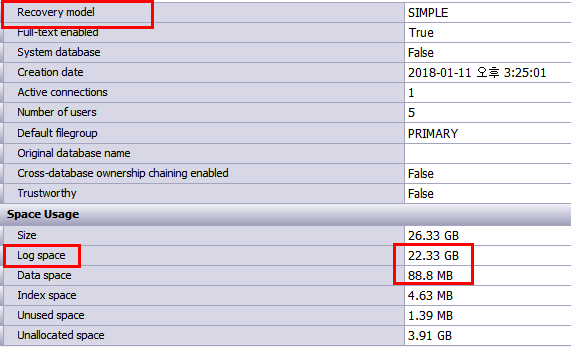 Recovery model SIMPLE
Full-text enabled True
System database False
Creation date 2018-01-11 오후 3:25:01
Active connections 1
Number of users 5
Default filegroup PRIMARY
Original database name
Cross-database ownership chaining enabled False
Trustworthy False
Space Usage
Size 26.33 GB
Log space 22.33 GB
Data space 88.8 MB
Index space 4.63 MB
Unused space 1.39 MB
Unallocated space 3.91 GB